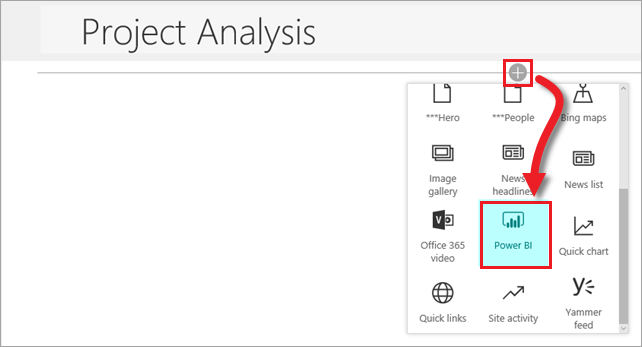 Project Analysis
***Hero
***People
Bing maps
Image
gallery
News
headlines
News list
Office 365
video
Power BI
Quick chart
Quick links
Site activity
Yammer
feed